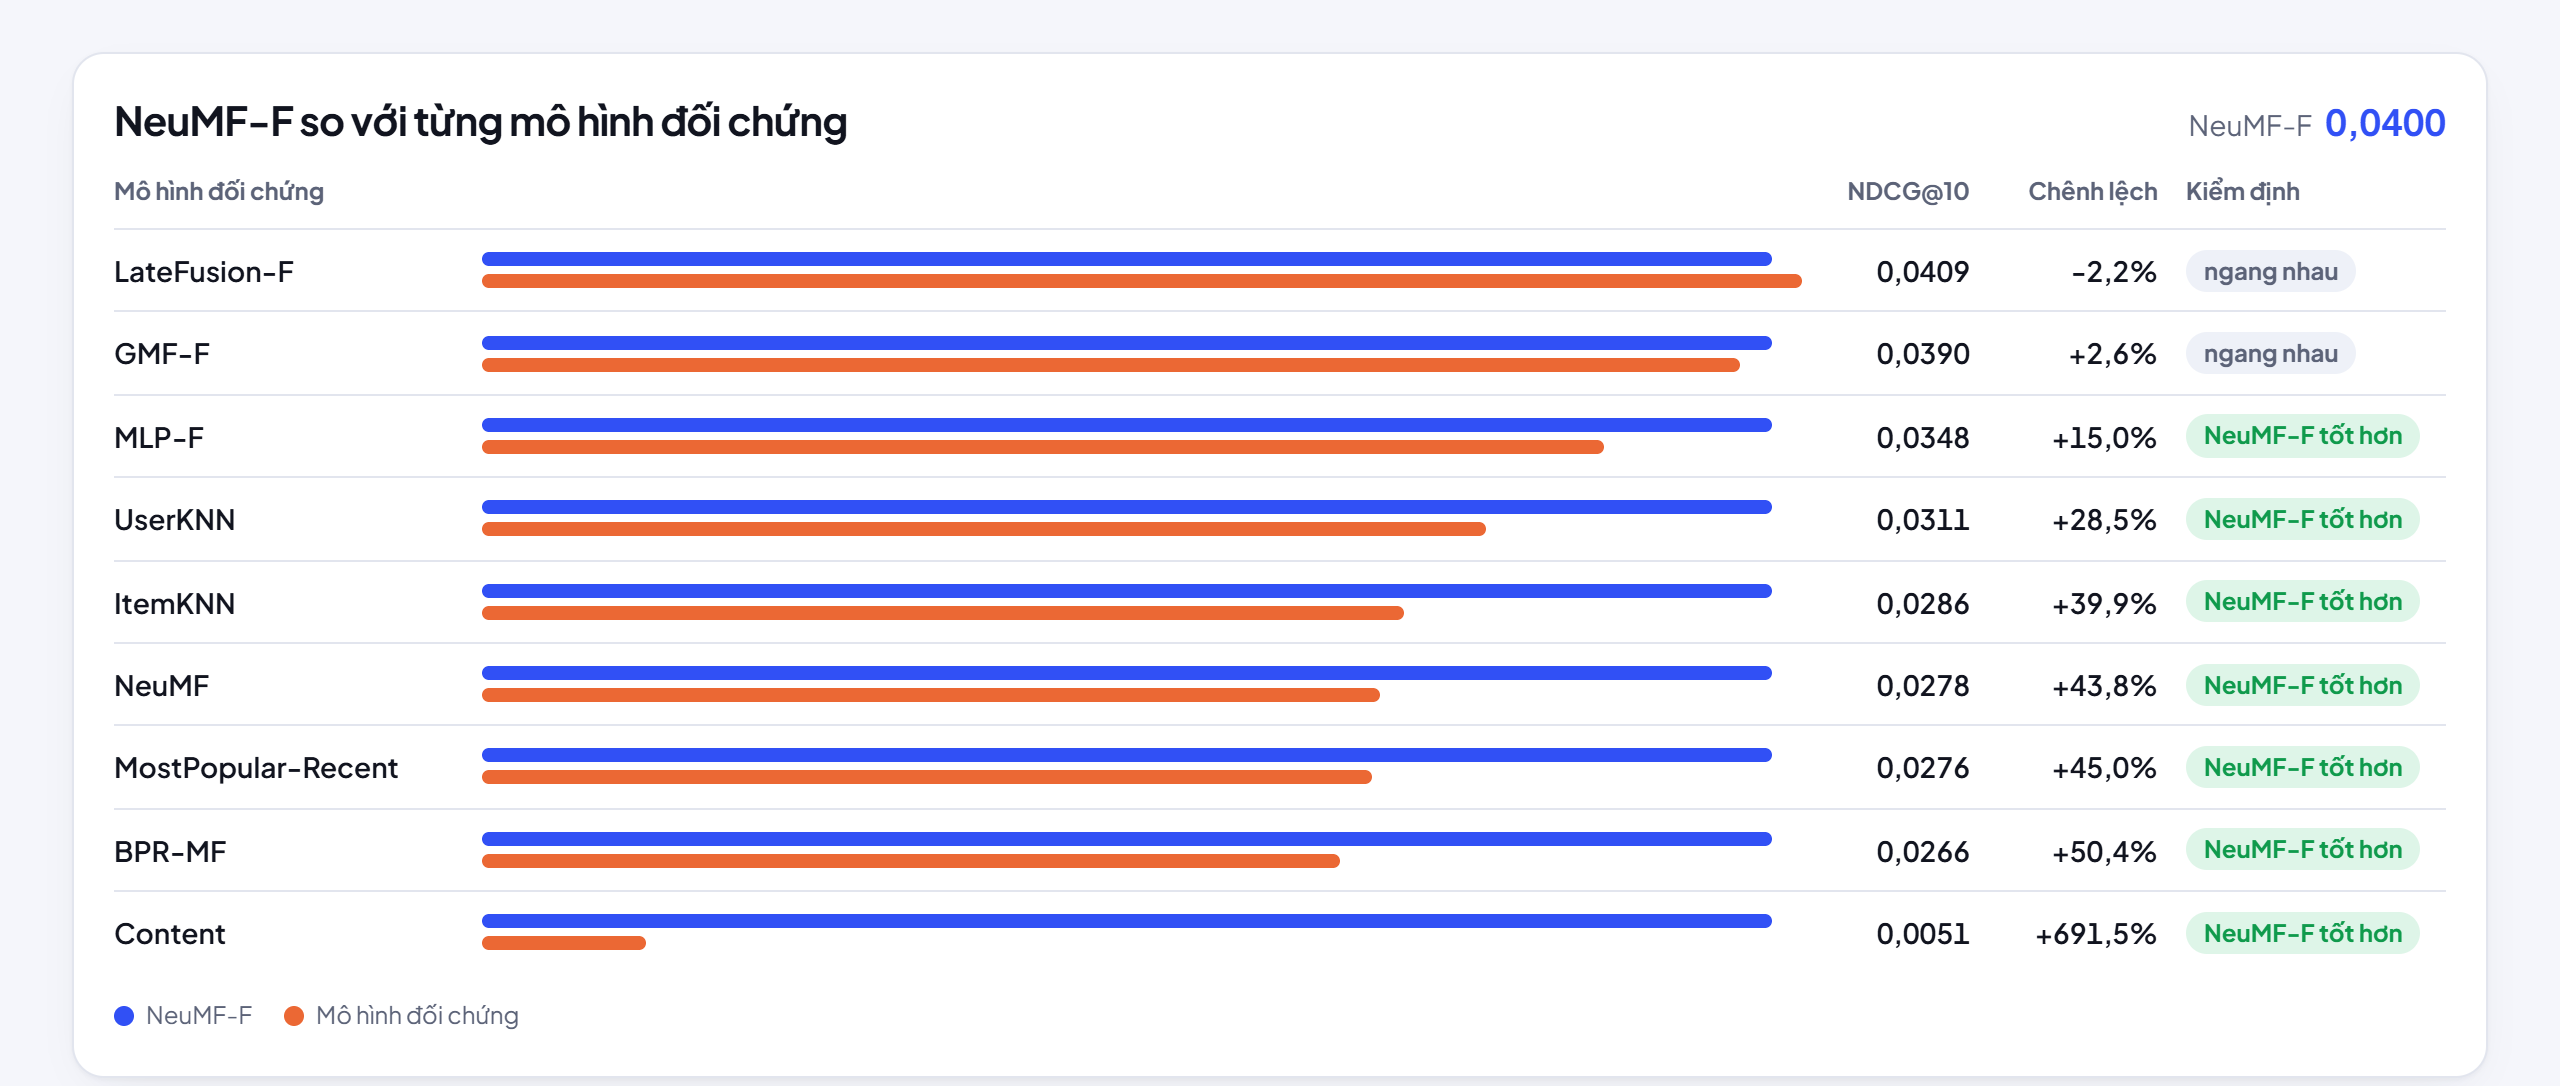 NeuMF-F so với từng mô hình đối chứng
NeuMF-F 0,0400
Mô hình đối chứng NDCG@10 Chênh lệch Kiểm định
LateFusion-F 0,0409 -2,2% ngang nhau
GMF-F 0,0390 +2,6% ngang nhau
MLP-F 0,0348 +15,0% NeuMF-F tốt hơn
UserKNN 0,0311 +28,5% NeuMF-F tốt hơn
ItemKNN 0,0286 +39,9% NeuMF-F tốt hơn
NeuMF 0,0278 +43,8% NeuMF-F tốt hơn
MostPopular-Recent 0,0276 +45,0% NeuMF-F tốt hơn
BPR-MF 0,0266 +50,4% NeuMF-F tốt hơn
Content 0,0051 +691,5% NeuMF-F tốt hơn
NeuMF-F Mô hình đối chứng